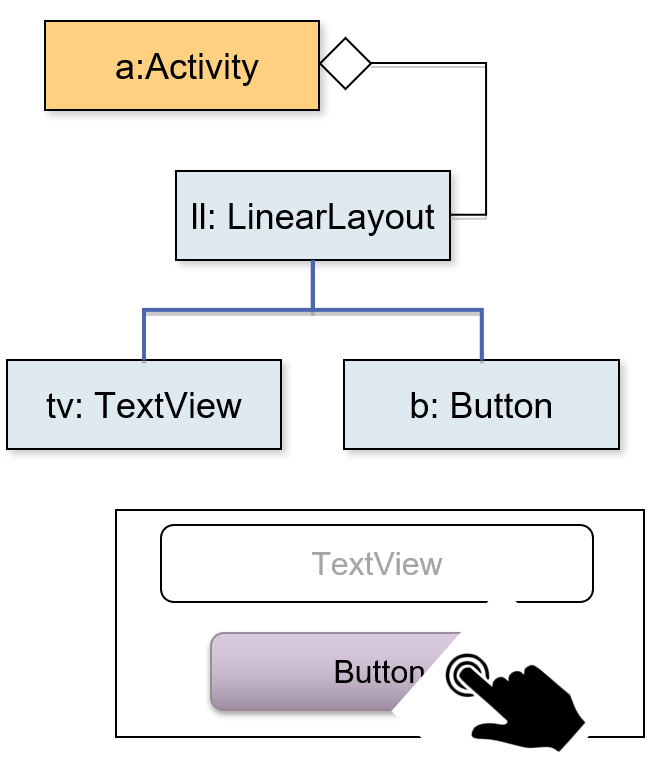 a:Activity
ll: LinearLayout
tv: TextView
b: Button
TextView
Button